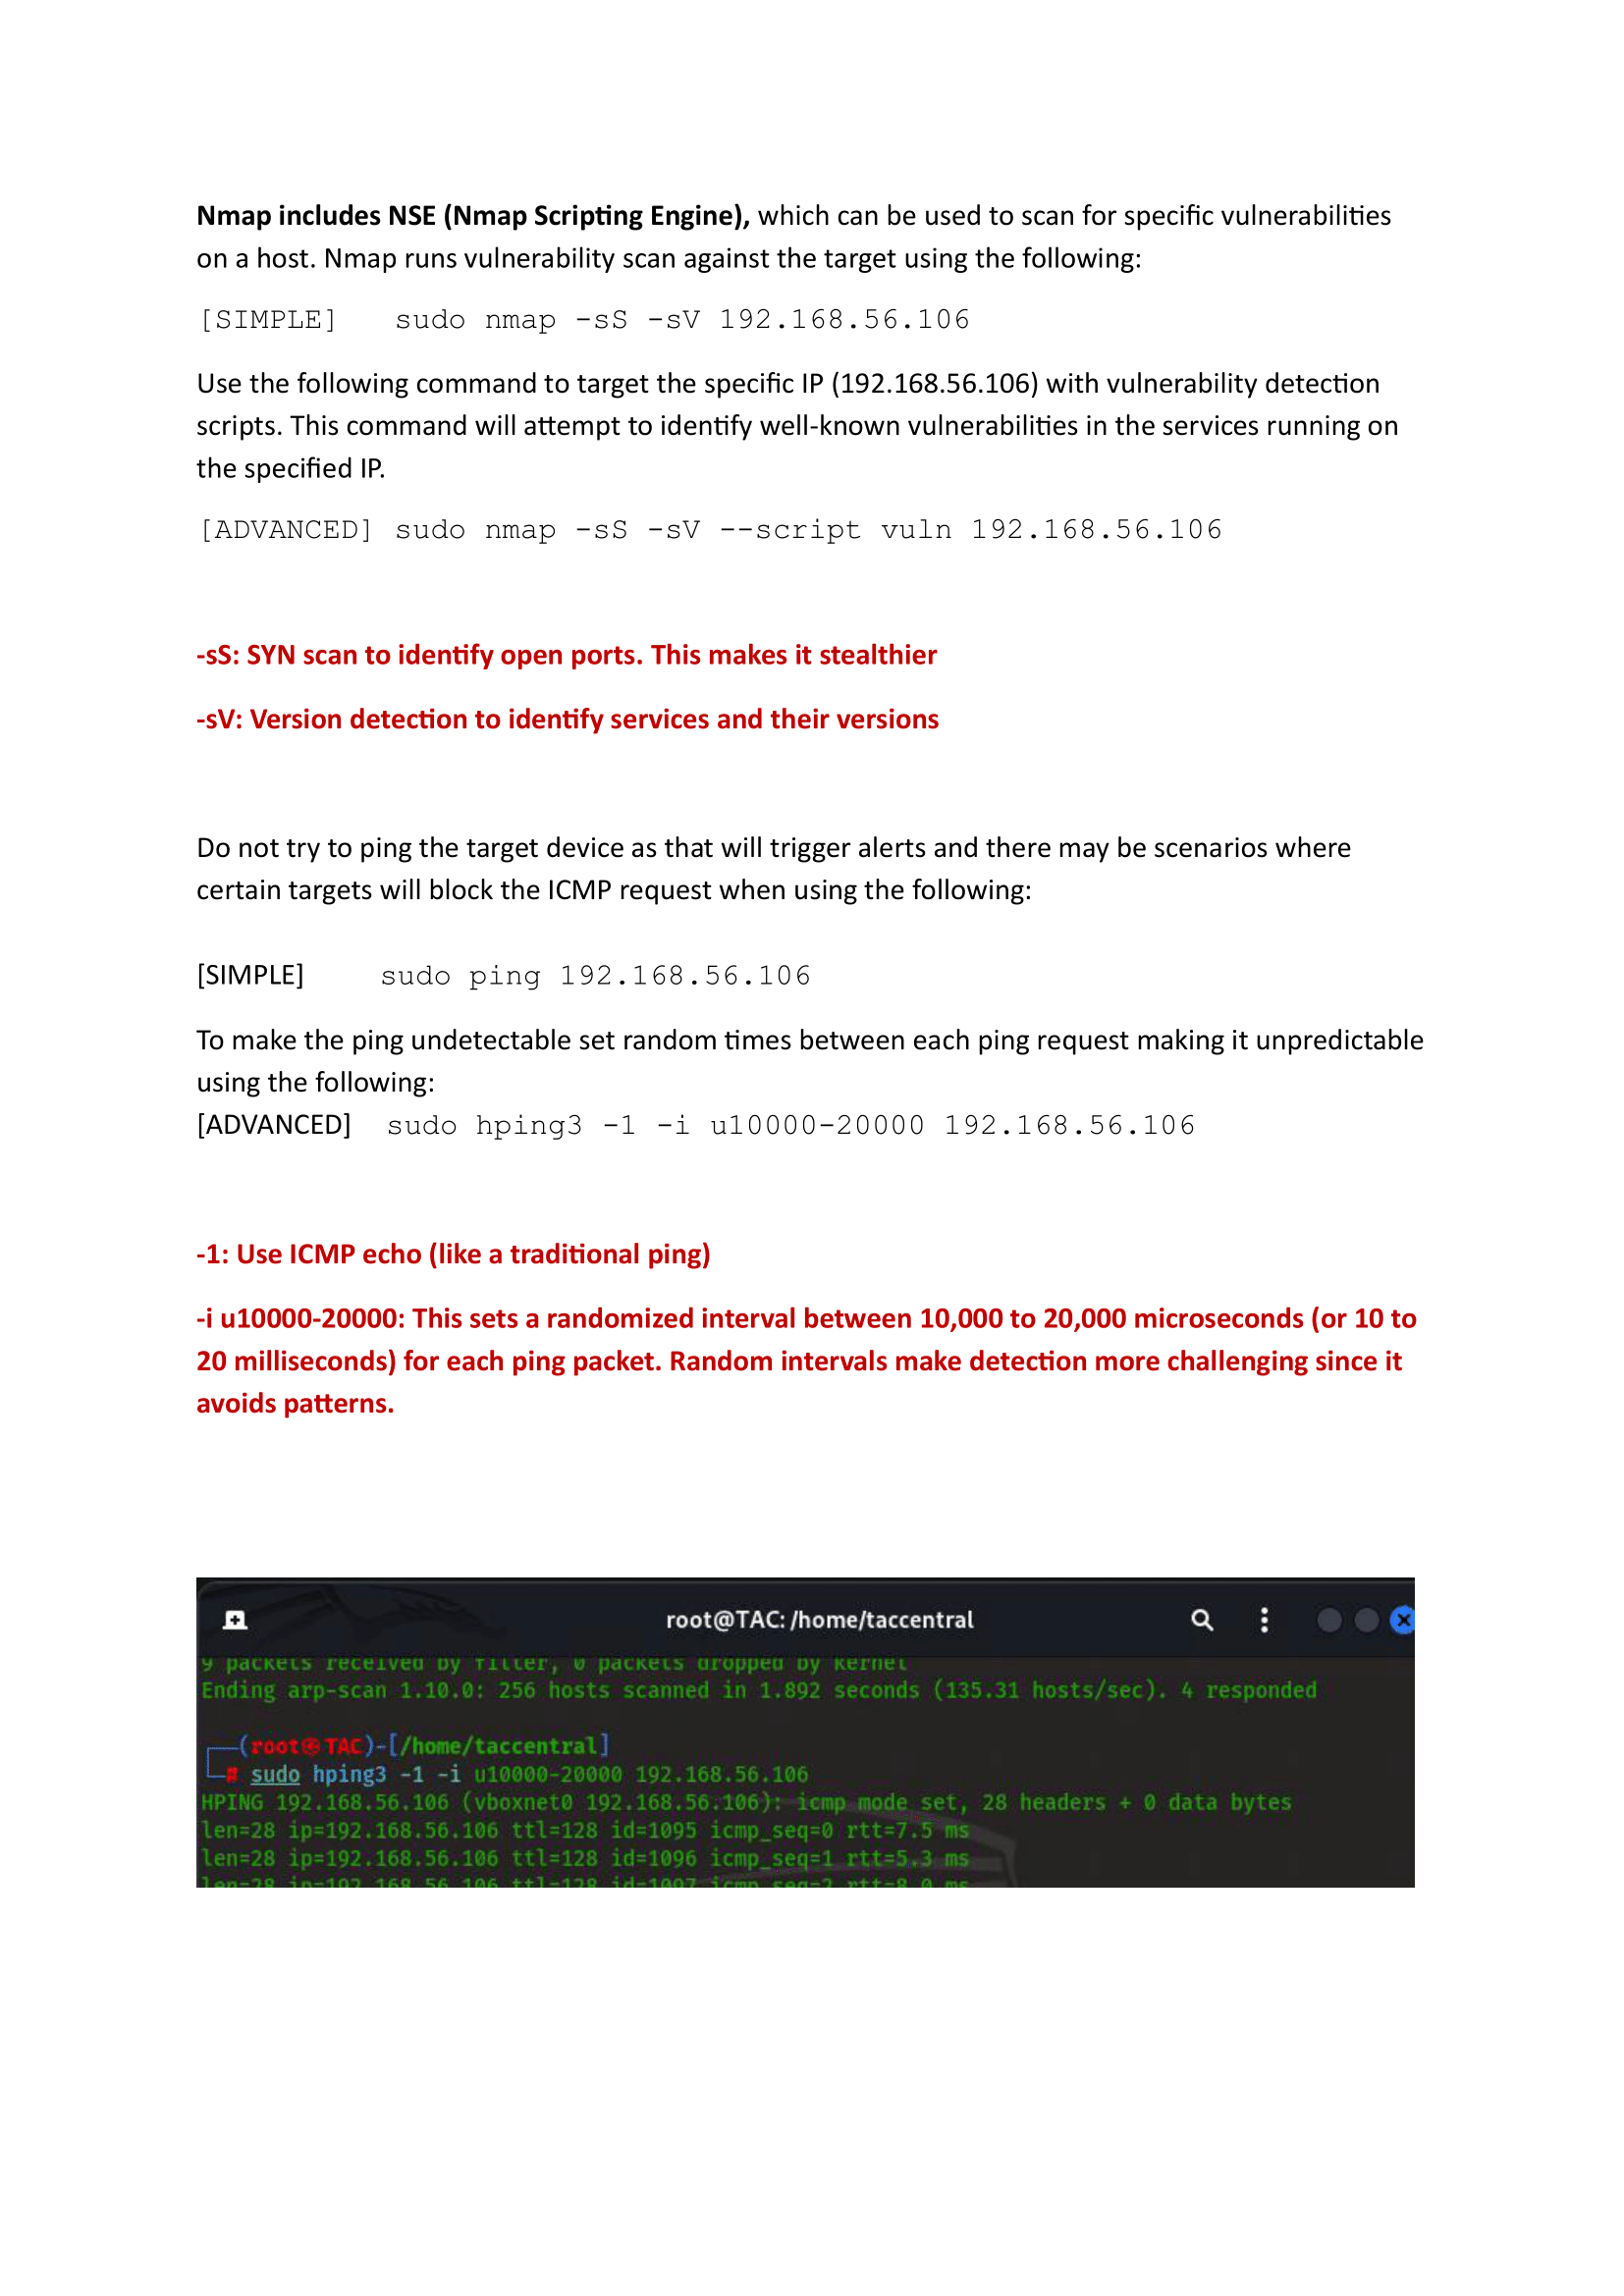 Nmap includes NSE (Nmap Scripting Engine), which can be used to scan for specific vulnerabilities
on a host. Nmap runs vulnerability scan against the target using the following:
[SIMPLE] sudo nmap -sS -sV 192.168.56.106
Use the following command to target the specific IP (192.168.56.106) with vulnerability detection
scripts. This command will attempt to identify well-known vulnerabilities in the services running on
the specified IP.
[ADVANCED] sudo nmap -sS -sV --script vuln 192.168.56.106
-sS: SYN scan to identify open ports. This makes it stealthier
-sV: Version detection to identify services and their versions
Do not try to ping the target device as that will trigger alerts and there may be scenarios where
certain targets will block the ICMP request when using the following:
[SIMPLE] sudo ping 192.168.56.106
To make the ping undetectable set random times between each ping request making it unpredictable
using the following:
[ADVANCED] sudo hping3 -1 -i u10000-20000 192.168.56.106
-1: Use ICMP echo (like a traditional ping)
-i u10000-20000: This sets a randomized interval between 10,000 to 20,000 microseconds (or 10 to
20 milliseconds) for each ping packet. Random intervals make detection more challenging since it
avoids patterns.
root@TAC: /home/taccentral
9 packets received by filter, 0 packets dropped by kernel
Ending arp-scan 1.10.0: 256 hosts scanned in 1.892 seconds (135.31 hosts/sec). 4 responded
(root㉿TAC)-[/home/taccentral]
# sudo hping3 -1 -i u10000-20000 192.168.56.106
HPING 192.168.56.106 (vboxnet0 192.168.56.106): icmp mode set, 28 headers + 0 data bytes
len=28 ip=192.168.56.106 ttl=128 id=1095 icmp_seq=0 rtt=7.5 ms
len=28 ip=192.168.56.106 ttl=128 id=1096 icmp_seq=1 rtt=5.3 ms
len=28 ip=192.168.56.106 ttl=128 id=1097 icmp_seq=2 rtt=8.0 ms